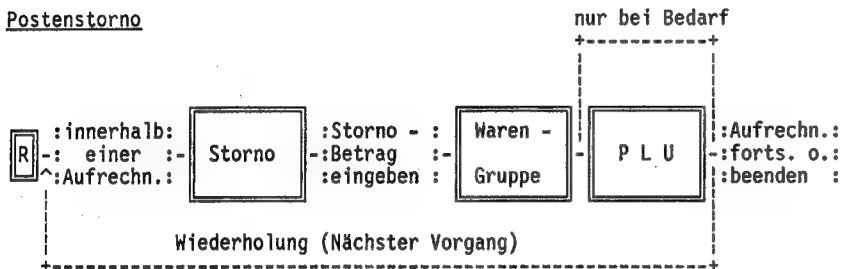 Postenstorno
nur bei Bedarf
R
:innerhalb:
: einer :
:Aufrechn.:
Storno
:Storno - :
:Betrag :
:eingeben :
Waren -
Gruppe
P L U
:Aufrechn.:
:forts. o.:
:beenden :
Wiederholung (Nächster Vorgang)